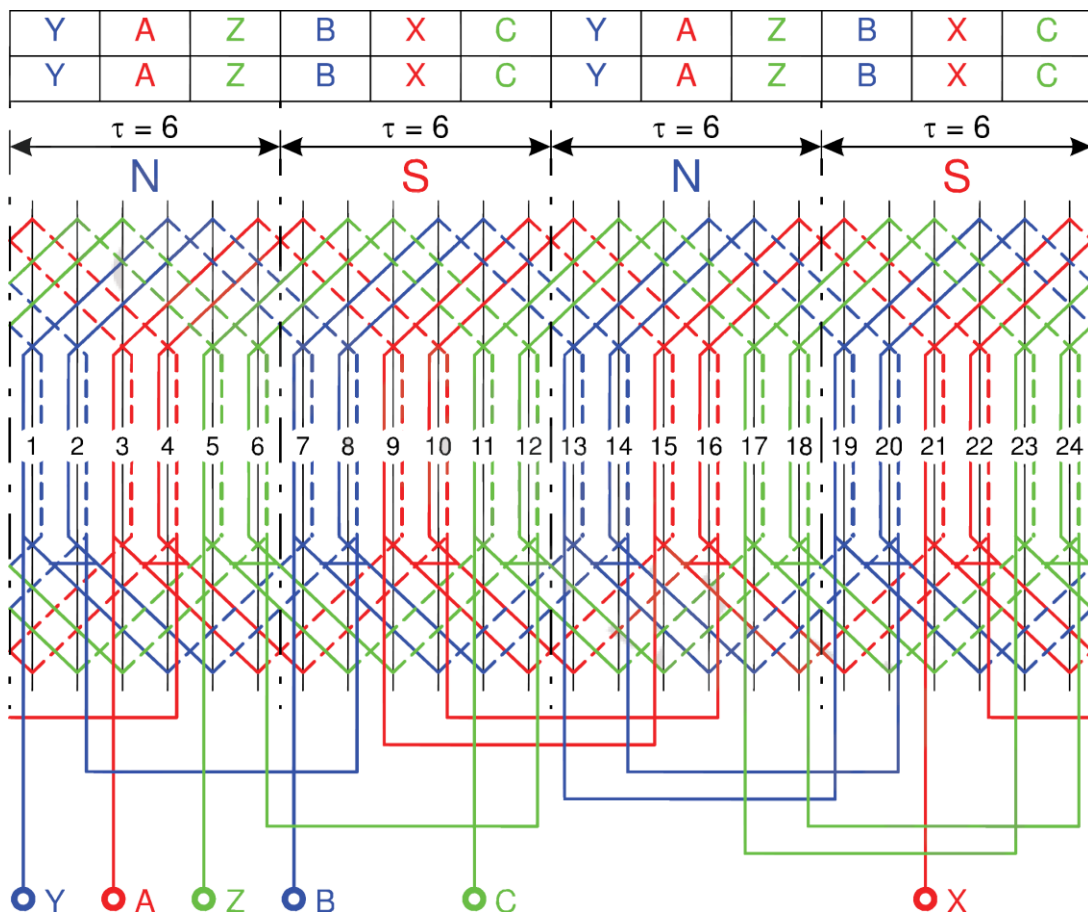 Y A Z B X C Y A Z B X C
Y A Z B X C Y A Z B X C
τ = 6 τ = 6 τ = 6 τ = 6
N S N S
1 2 3 4 5 6 7 8 9 10 11 12 13 14 15 16 17 18 19 20 21 22 23 24
Y A Z B C X